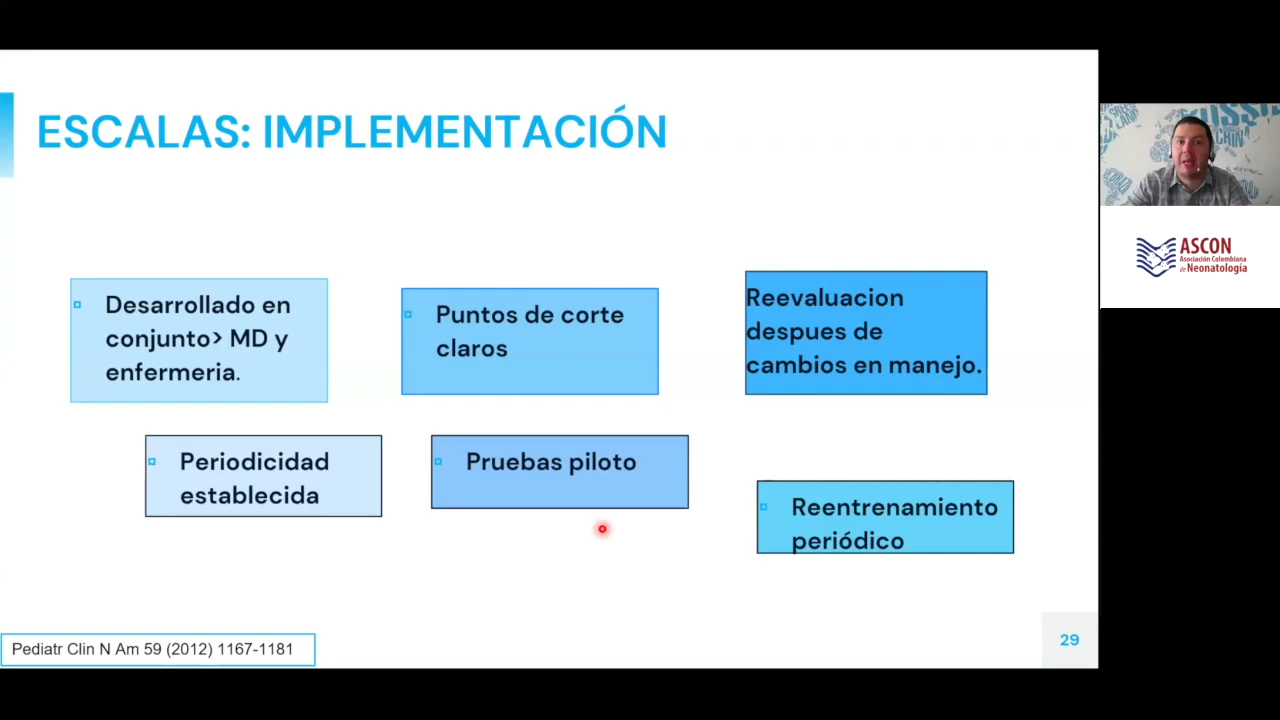 ESCALAS: IMPLEMENTACIÓN
Desarrollado en
conjunto> MD y
enfermeria.
Puntos de corte
claros
Reevaluacion
despues de
cambios en manejo.
Periodicidad
establecida
Pruebas piloto
Reentrenamiento
periódico
Pediatr Clin N Am 59 (2012) 1167-1181
29
ASCON
Asociación Colombiana
de Neonatología